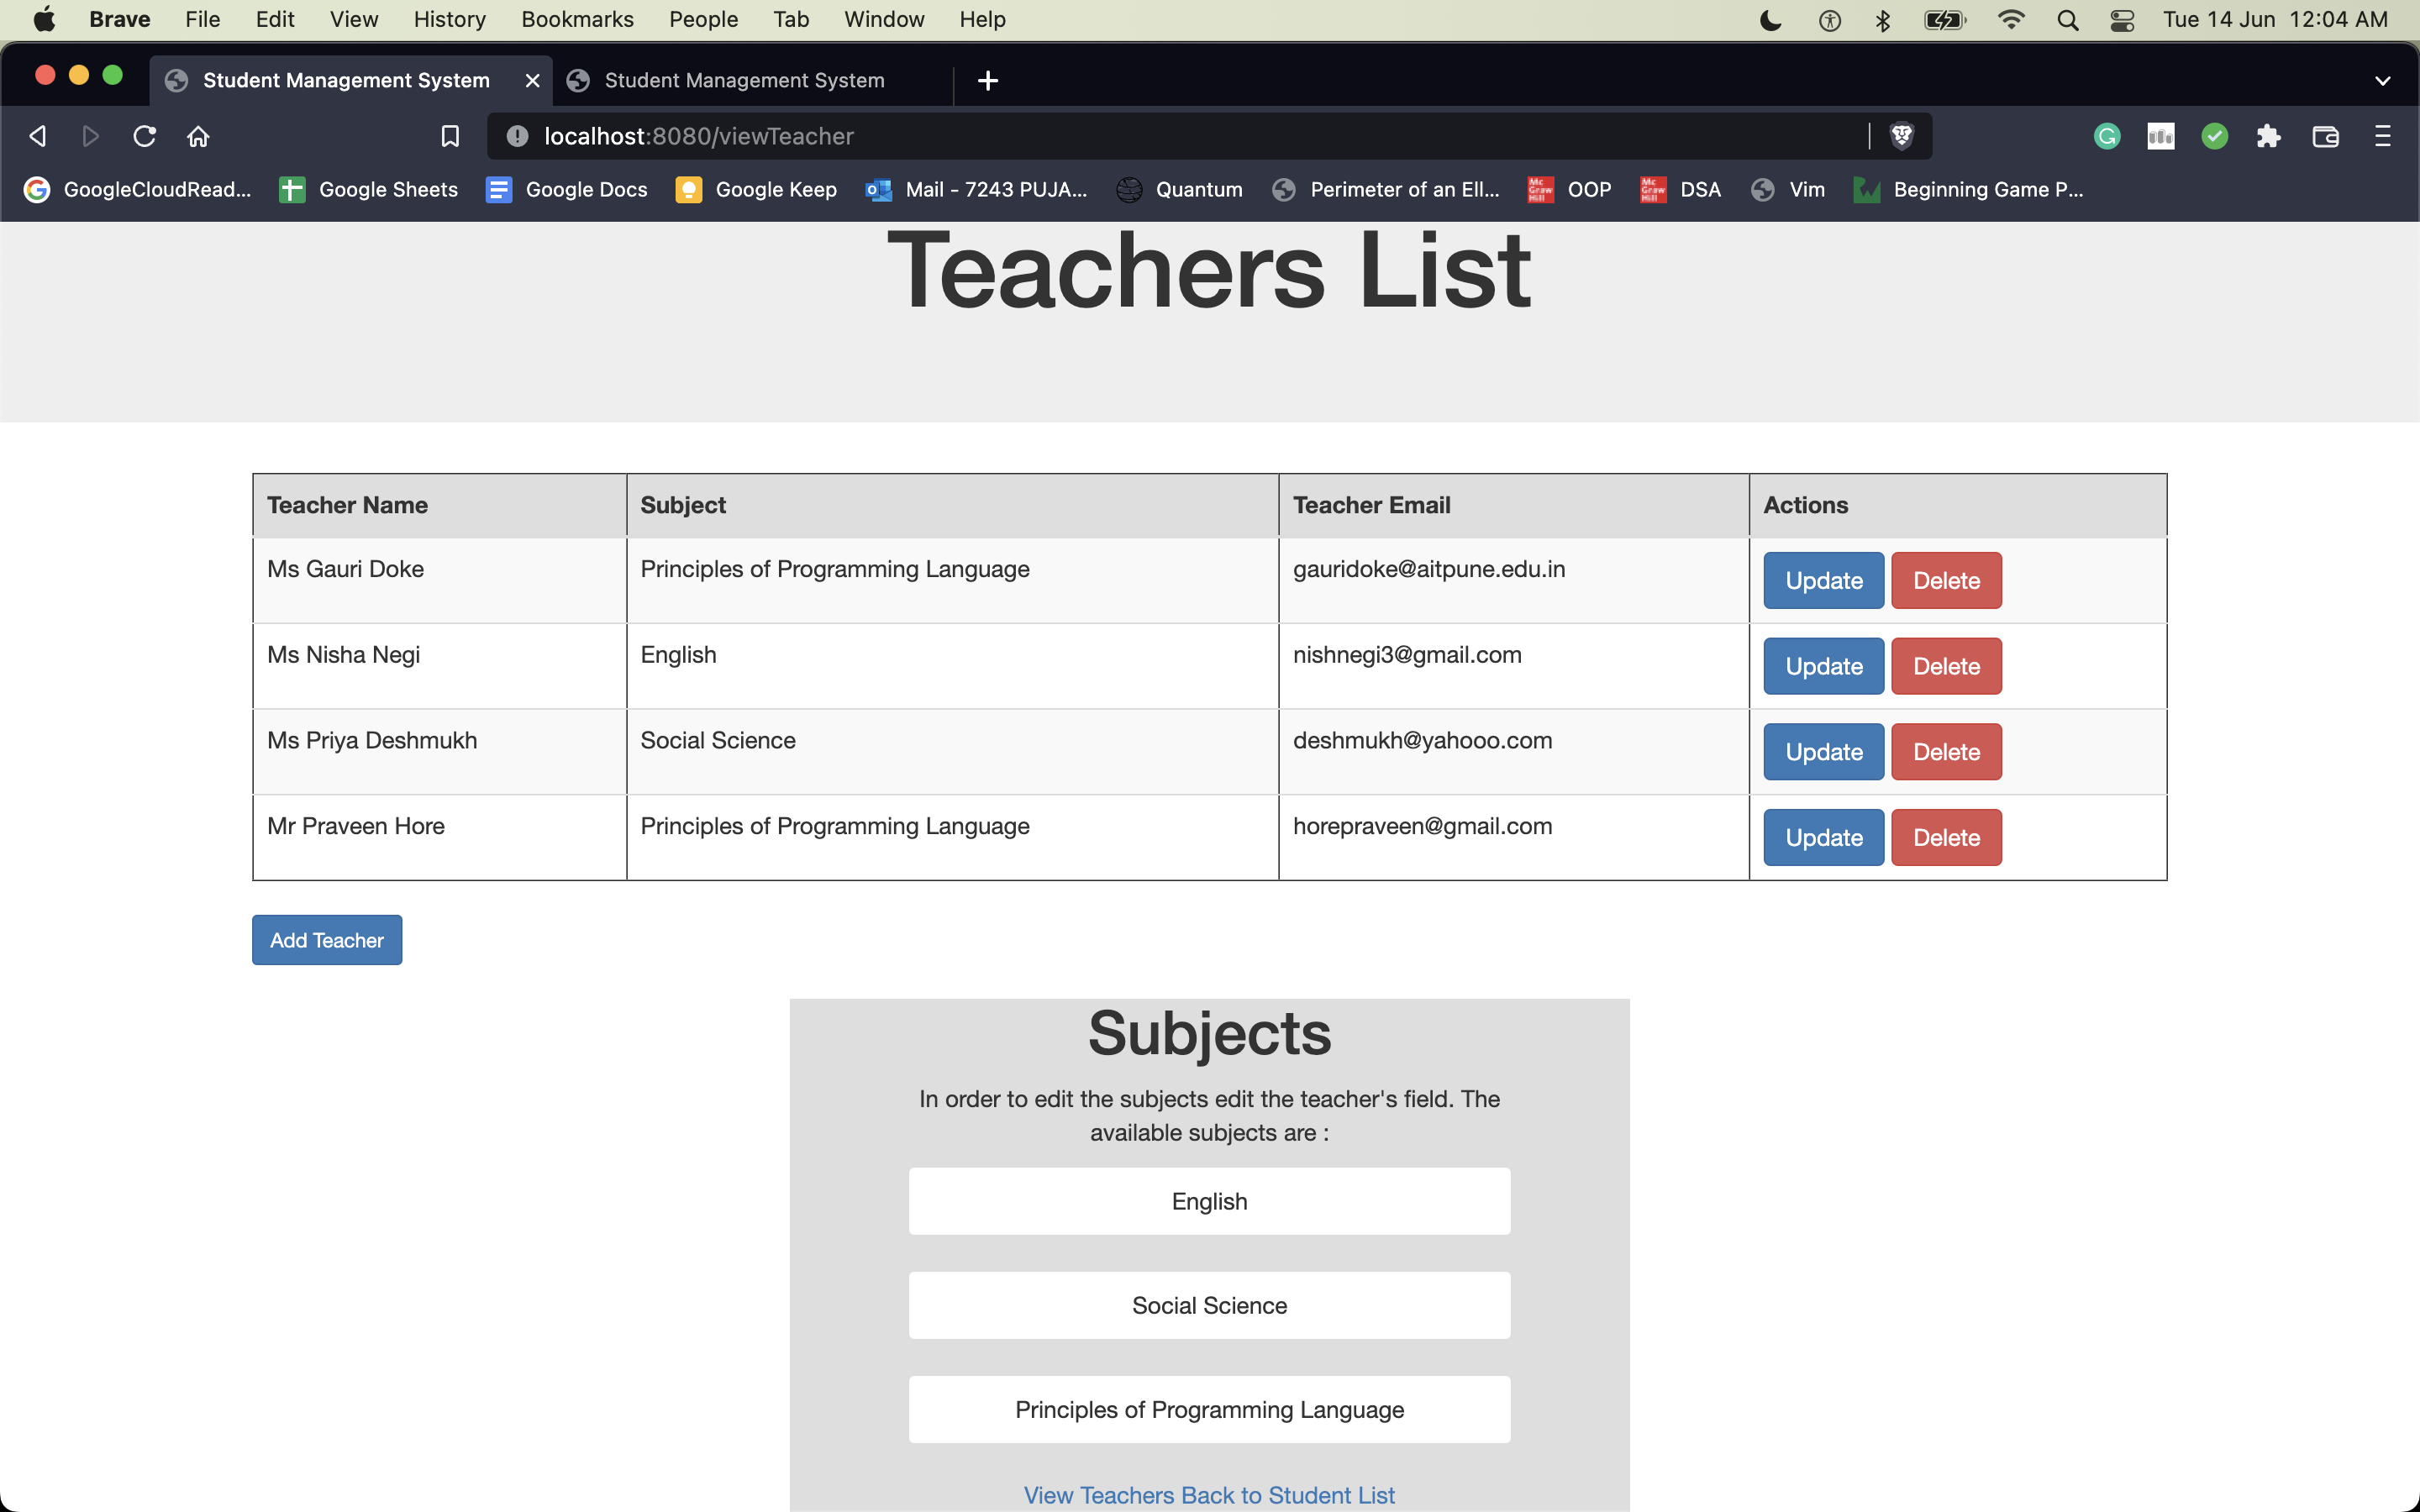 Brave File Edit View History Bookmarks People Tab Window Help Tue 14 Jun 12:04 AM
Student Management System Student Management System
localhost:8080/viewTeacher
GoogleCloudRead... Google Sheets Google Docs Google Keep Mail - 7243 PUJA... Quantum Perimeter of an Ell... OOP DSA Vim Beginning Game P...
Teachers List
Teacher Name Subject Teacher Email Actions
Ms Gauri Doke Principles of Programming Language gauridoke@aitpune.edu.in Update Delete
Ms Nisha Negi English nishnegi3@gmail.com Update Delete
Ms Priya Deshmukh Social Science deshmukh@yahooo.com Update Delete
Mr Praveen Hore Principles of Programming Language horepraveen@gmail.com Update Delete
Add Teacher
Subjects
In order to edit the subjects edit the teacher's field. The
available subjects are :
English
Social Science
Principles of Programming Language
View Teachers Back to Student List